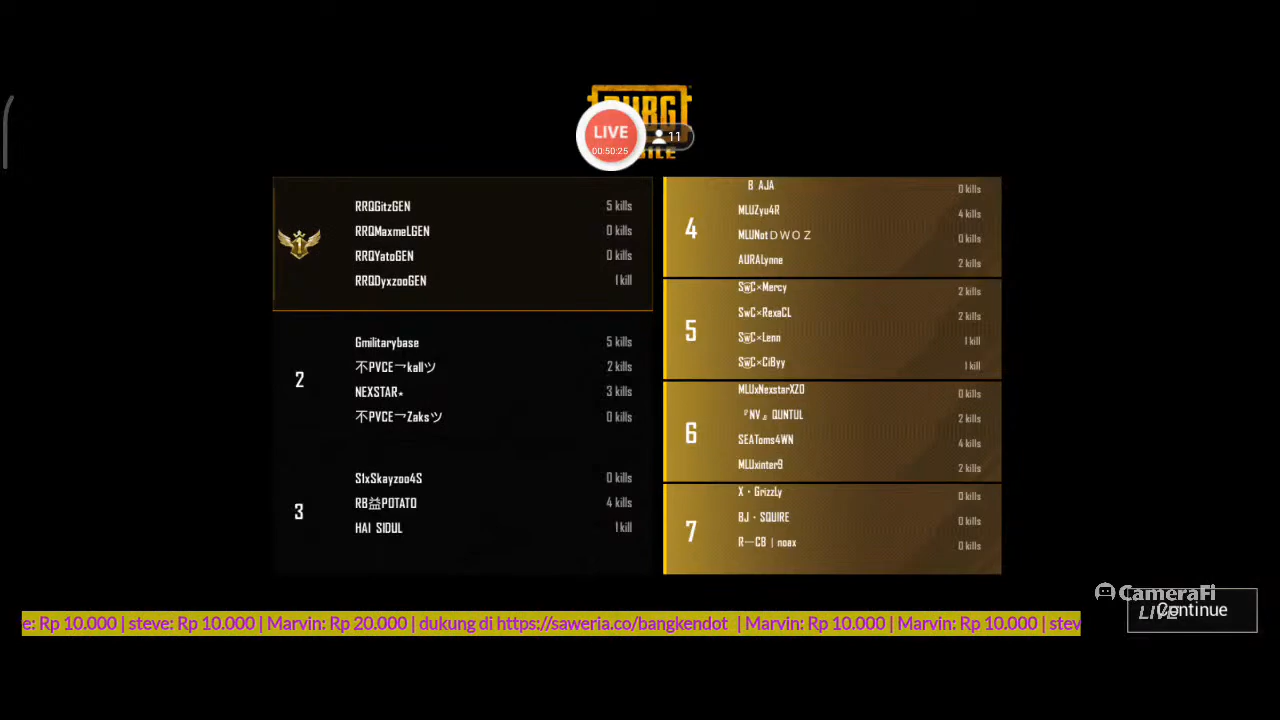 PUBG
LIVE
00:50:25
11
MOBILE
1
RRQGitzGEN 5 kills
RRQMaxmeLGEN 0 kills
RRQYatoGEN 0 kills
RRQDyxzooGEN 1 kill
2
Gmilitarybase 5 kills
不PVCE乛kallツ 2 kills
NEXSTAR⭑ 3 kills
不PVCE乛Zaksツ 0 kills
3
S1xSkayzoo4S 0 kills
RB益POTATO 4 kills
HAI SIDUL 1 kill
4
B AJA 0 kills
MLUZyu4R 4 kills
MLUNotＤＷＯＺ 0 kills
AURALynne 2 kills
5
SwC×Mercy 2 kills
SwC×RexaCL 2 kills
SwC×Lenn 1 kill
SwC×CiByy 1 kill
6
MLUxNexstarXZO 0 kills
『NV』QUNTUL 2 kills
SEAToms4WN 4 kills
MLUxinter9 2 kills
7
X・GrizzLy 0 kills
BJ・SQUIRE 0 kills
R一CB｜noax 0 kills
CameraFi
LIVE
Continue
e: Rp 10.000 | steve: Rp 10.000 | Marvin: Rp 20.000 | dukung di https://saweria.co/bangkendot | Marvin: Rp 10.000 | Marvin: Rp 10.000 | stev